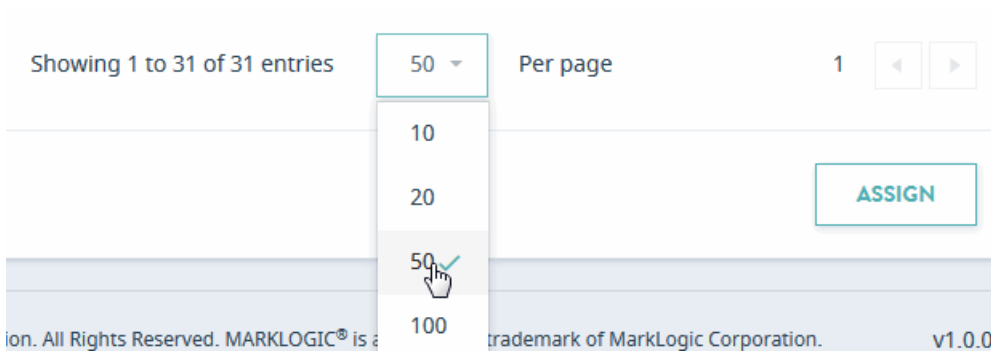 Showing 1 to 31 of 31 entries 50 Per page 1
10
20
ASSIGN
50
100
ion. All Rights Reserved. MARKLOGIC® is a trademark of MarkLogic Corporation. v1.0.0